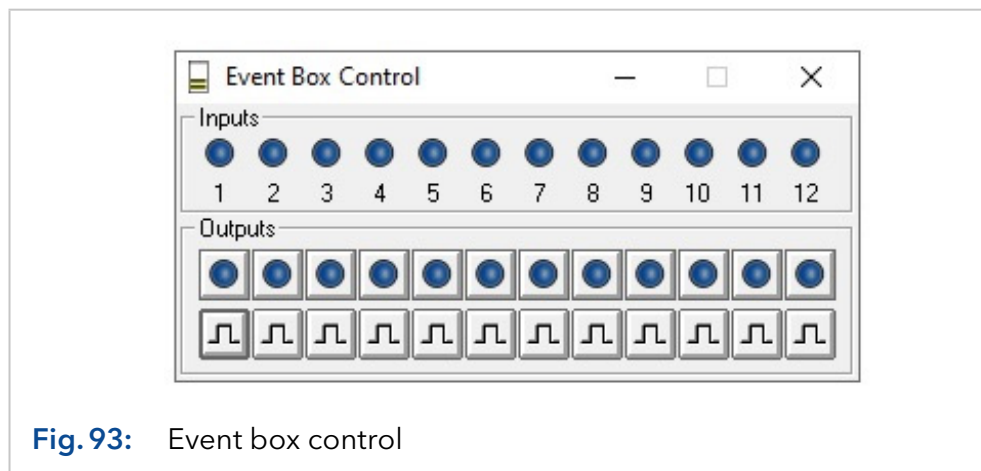 Event Box Control
Inputs
1 2 3 4 5 6 7 8 9 10 11 12
Outputs
Fig. 93: Event box control